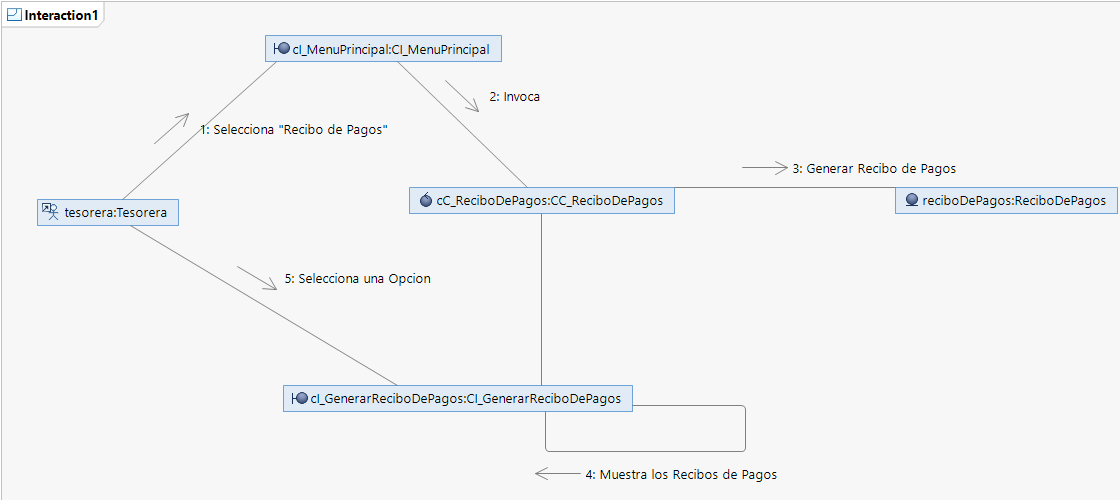 Interaction1
cI_MenuPrincipal:CI_MenuPrincipal
2: Invoca
1: Selecciona "Recibo de Pagos"
3: Generar Recibo de Pagos
tesorera:Tesorera
cC_ReciboDePagos:CC_ReciboDePagos
reciboDePagos:ReciboDePagos
5: Selecciona una Opcion
cI_GenerarReciboDePagos:CI_GenerarReciboDePagos
4: Muestra los Recibos de Pagos